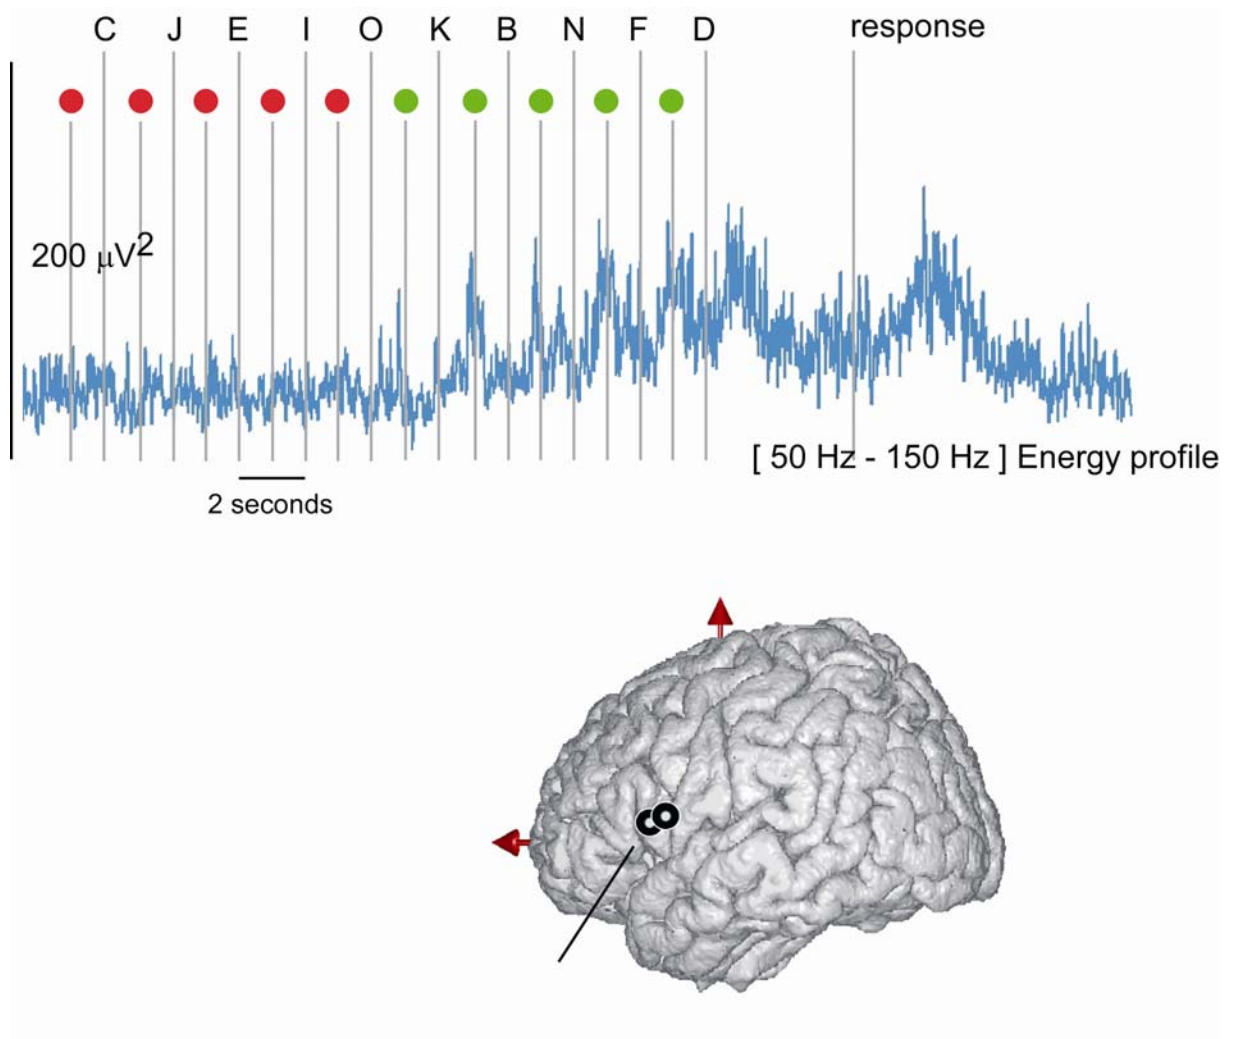 C J E I O K B N F D response
200 μV2
[ 50 Hz - 150 Hz ] Energy profile
2 seconds